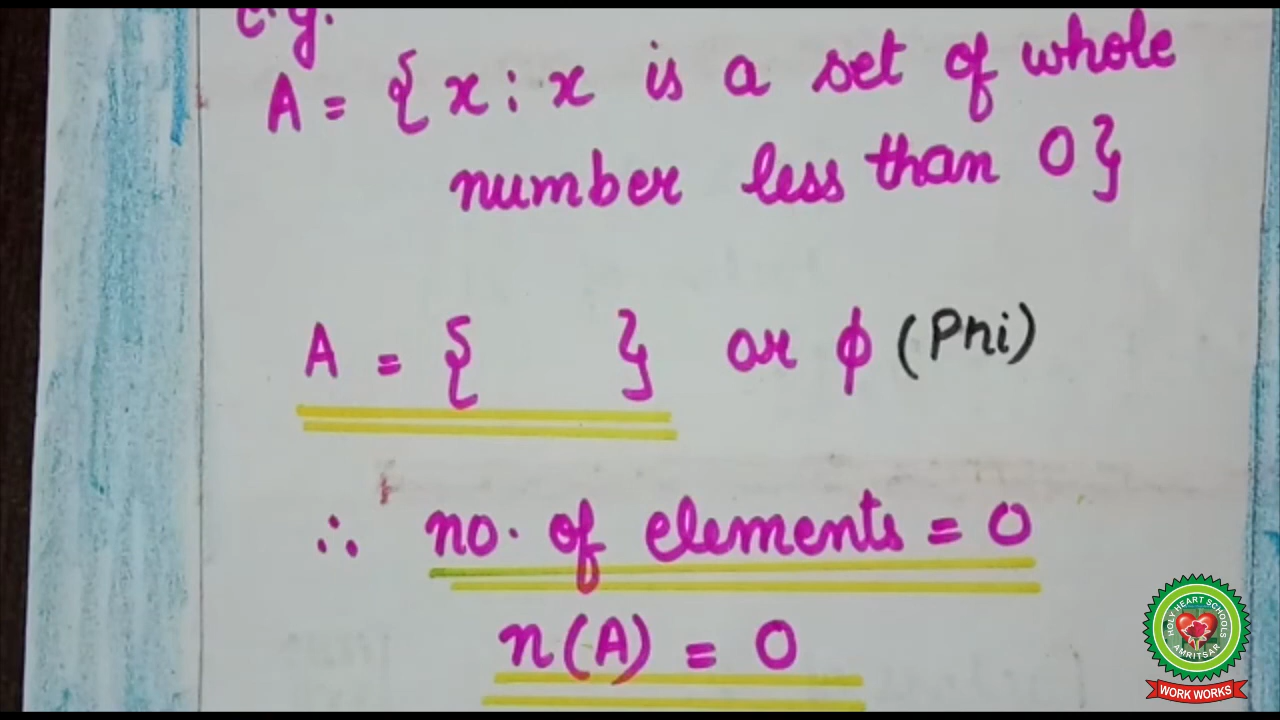 e.g.
A = { x : x is a set of whole
number less than 0}
A = { } or ϕ (Phi)
∴ no. of elements = 0
n(A) = 0
HOLY HEART SCHOOLS
AMRITSAR
WORK WORKS